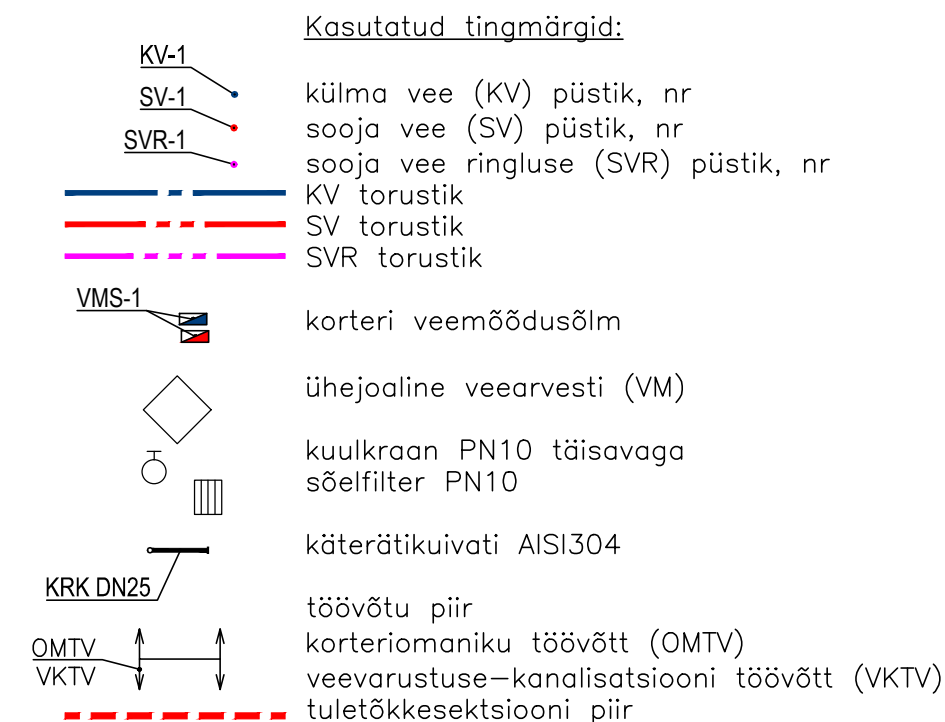 Kasutatud tingmärgid:
KV-1
külma vee (KV) püstik, nr
SV-1
sooja vee (SV) püstik, nr
SVR-1
sooja vee ringluse (SVR) püstik, nr
KV torustik
SV torustik
SVR torustik
VMS-1
korteri veemõõdusõlm
ühejoaline veearvesti (VM)
kuulkraan PN10 täisavaga
sõelfilter PN10
käterätikuivati AISI304
KRK DN25
töövõtu piir
OMTV
korteriomaniku töövõtt (OMTV)
VKTV
veevarustuse-kanalisatsiooni töövõtt (VKTV)
tuletõkkesektsiooni piir